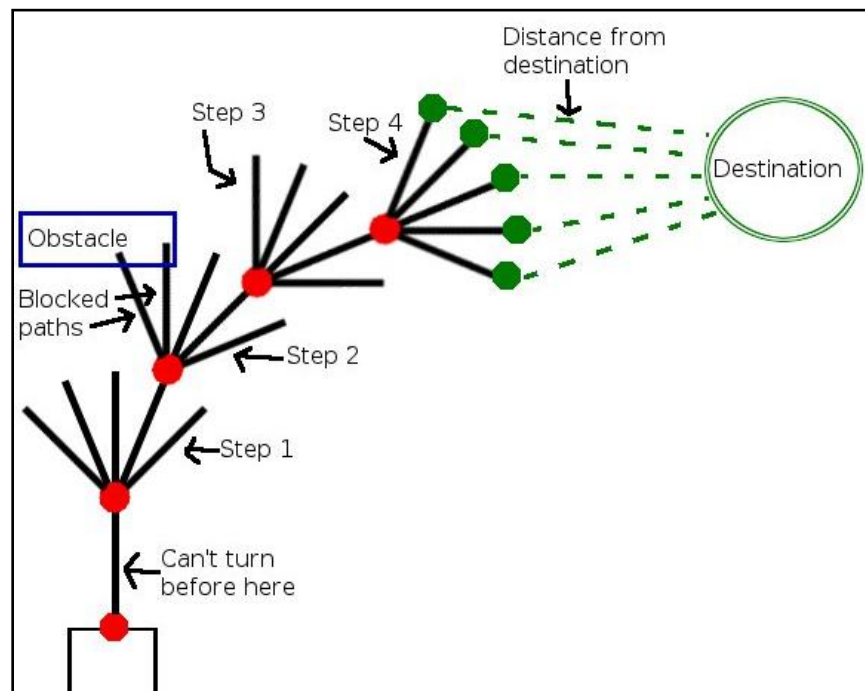 Distance from
destination
Step 3
Step 4
Destination
Obstacle
Blocked
paths
Step 2
Step 1
Can't turn
before here